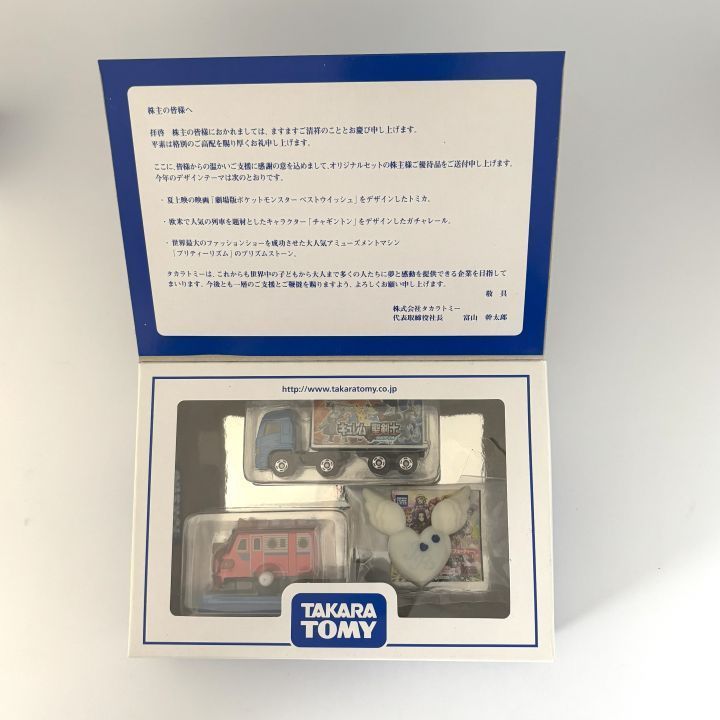 株主の皆様へ
拝啓　株主の皆様におかれましては、ますますご清祥のこととお慶び申し上げます。
平素は格別のご高配を賜り厚くお礼申し上げます。
ここに、皆様からの温かいご支援に感謝の意を込めまして、オリジナルセットの株主様ご優待品をご送付申し上げます。
今年のデザインテーマは次のとおりです。
・夏上映の映画「劇場版ポケットモンスター ベストウイッシュ」をデザインしたトミカ。
・欧米で人気の列車を題材としたキャラクター「チャギントン」をデザインしたガチャレール。
・世界最大のファッションショーを成功させた大人気アミューズメントマシン
「プリティーリズム」のプリズムストーン。
タカラトミーは、これからも世界中の子どもから大人まで多くの人たちに夢と感動を提供できる企業を目指して
まいります。今後とも一層のご支援とご鞭撻を賜りますよう、よろしくお願い申し上げます。
敬　具
株式会社タカラトミー
代表取締役社長　富山　幹太郎
http://www.takaratomy.co.jp
キュレム 聖剣士
TAKARA
TOMY